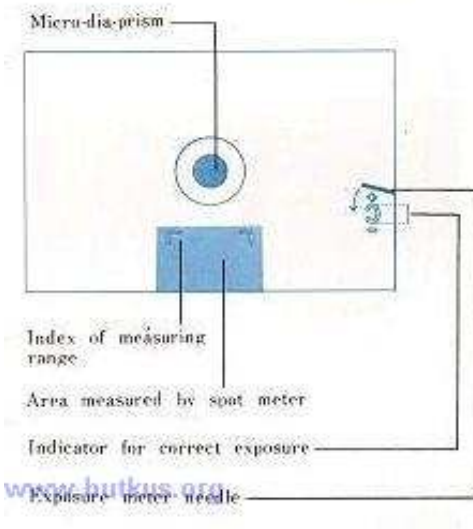 Micro-dia-prism
Index of measuring
range
Area measured by spot meter
Indicator for correct exposure
Exposure meter needle
www.butkus.org